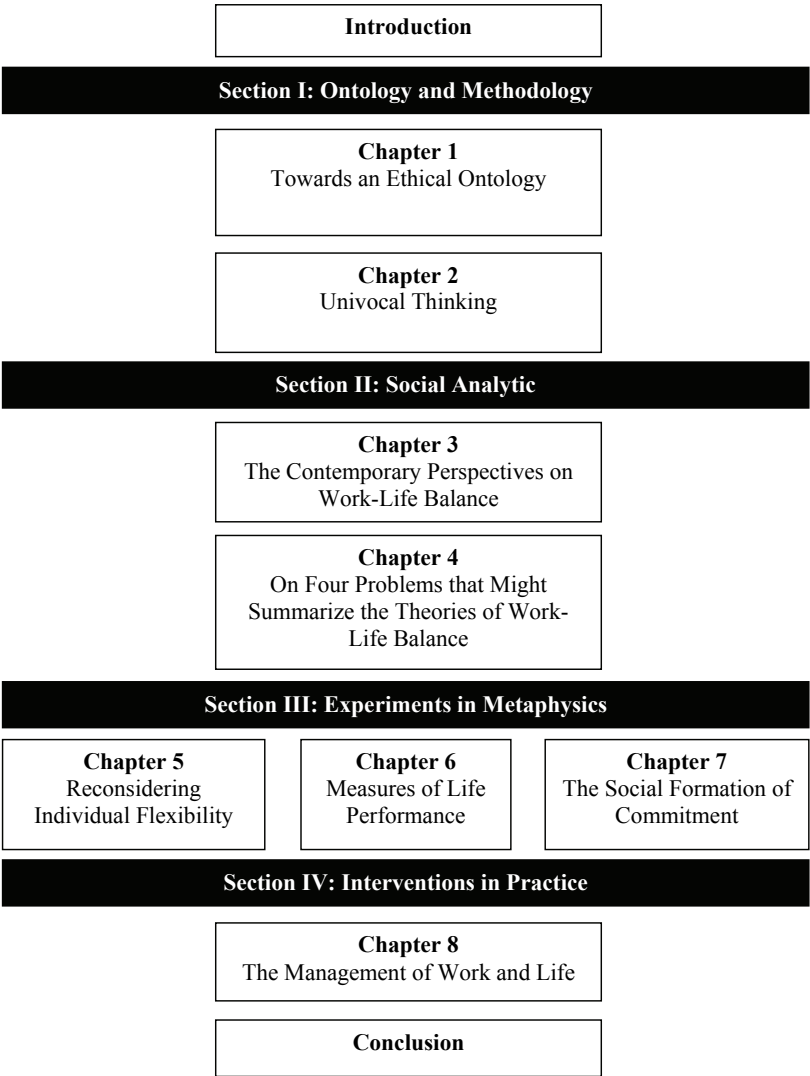 Introduction
Section I: Ontology and Methodology
Chapter 1
Towards an Ethical Ontology
Chapter 2
Univocal Thinking
Section II: Social Analytic
Chapter 3
The Contemporary Perspectives on
Work-Life Balance
Chapter 4
On Four Problems that Might
Summarize the Theories of Work-
Life Balance
Section III: Experiments in Metaphysics
Chapter 5
Reconsidering
Individual Flexibility
Chapter 6
Measures of Life
Performance
Chapter 7
The Social Formation of
Commitment
Section IV: Interventions in Practice
Chapter 8
The Management of Work and Life
Conclusion